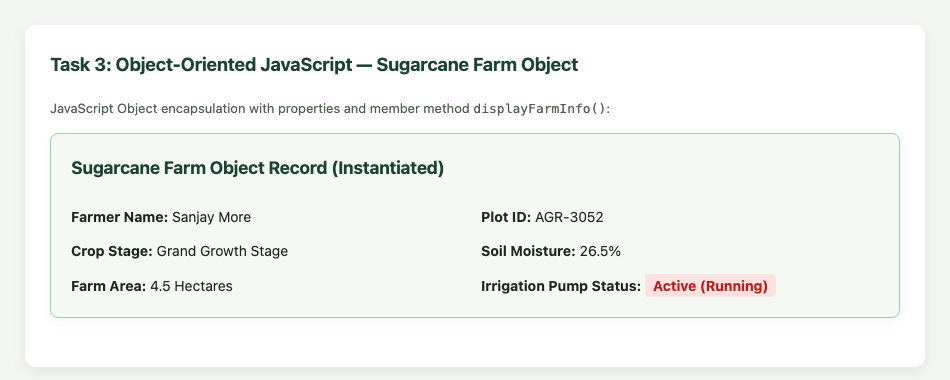 Task 3: Object-Oriented JavaScript — Sugarcane Farm Object
JavaScript Object encapsulation with properties and member method displayFarmInfo():
Sugarcane Farm Object Record (Instantiated)
Farmer Name: Sanjay More
Plot ID: AGR-3052
Crop Stage: Grand Growth Stage
Soil Moisture: 26.5%
Farm Area: 4.5 Hectares
Irrigation Pump Status: Active (Running)